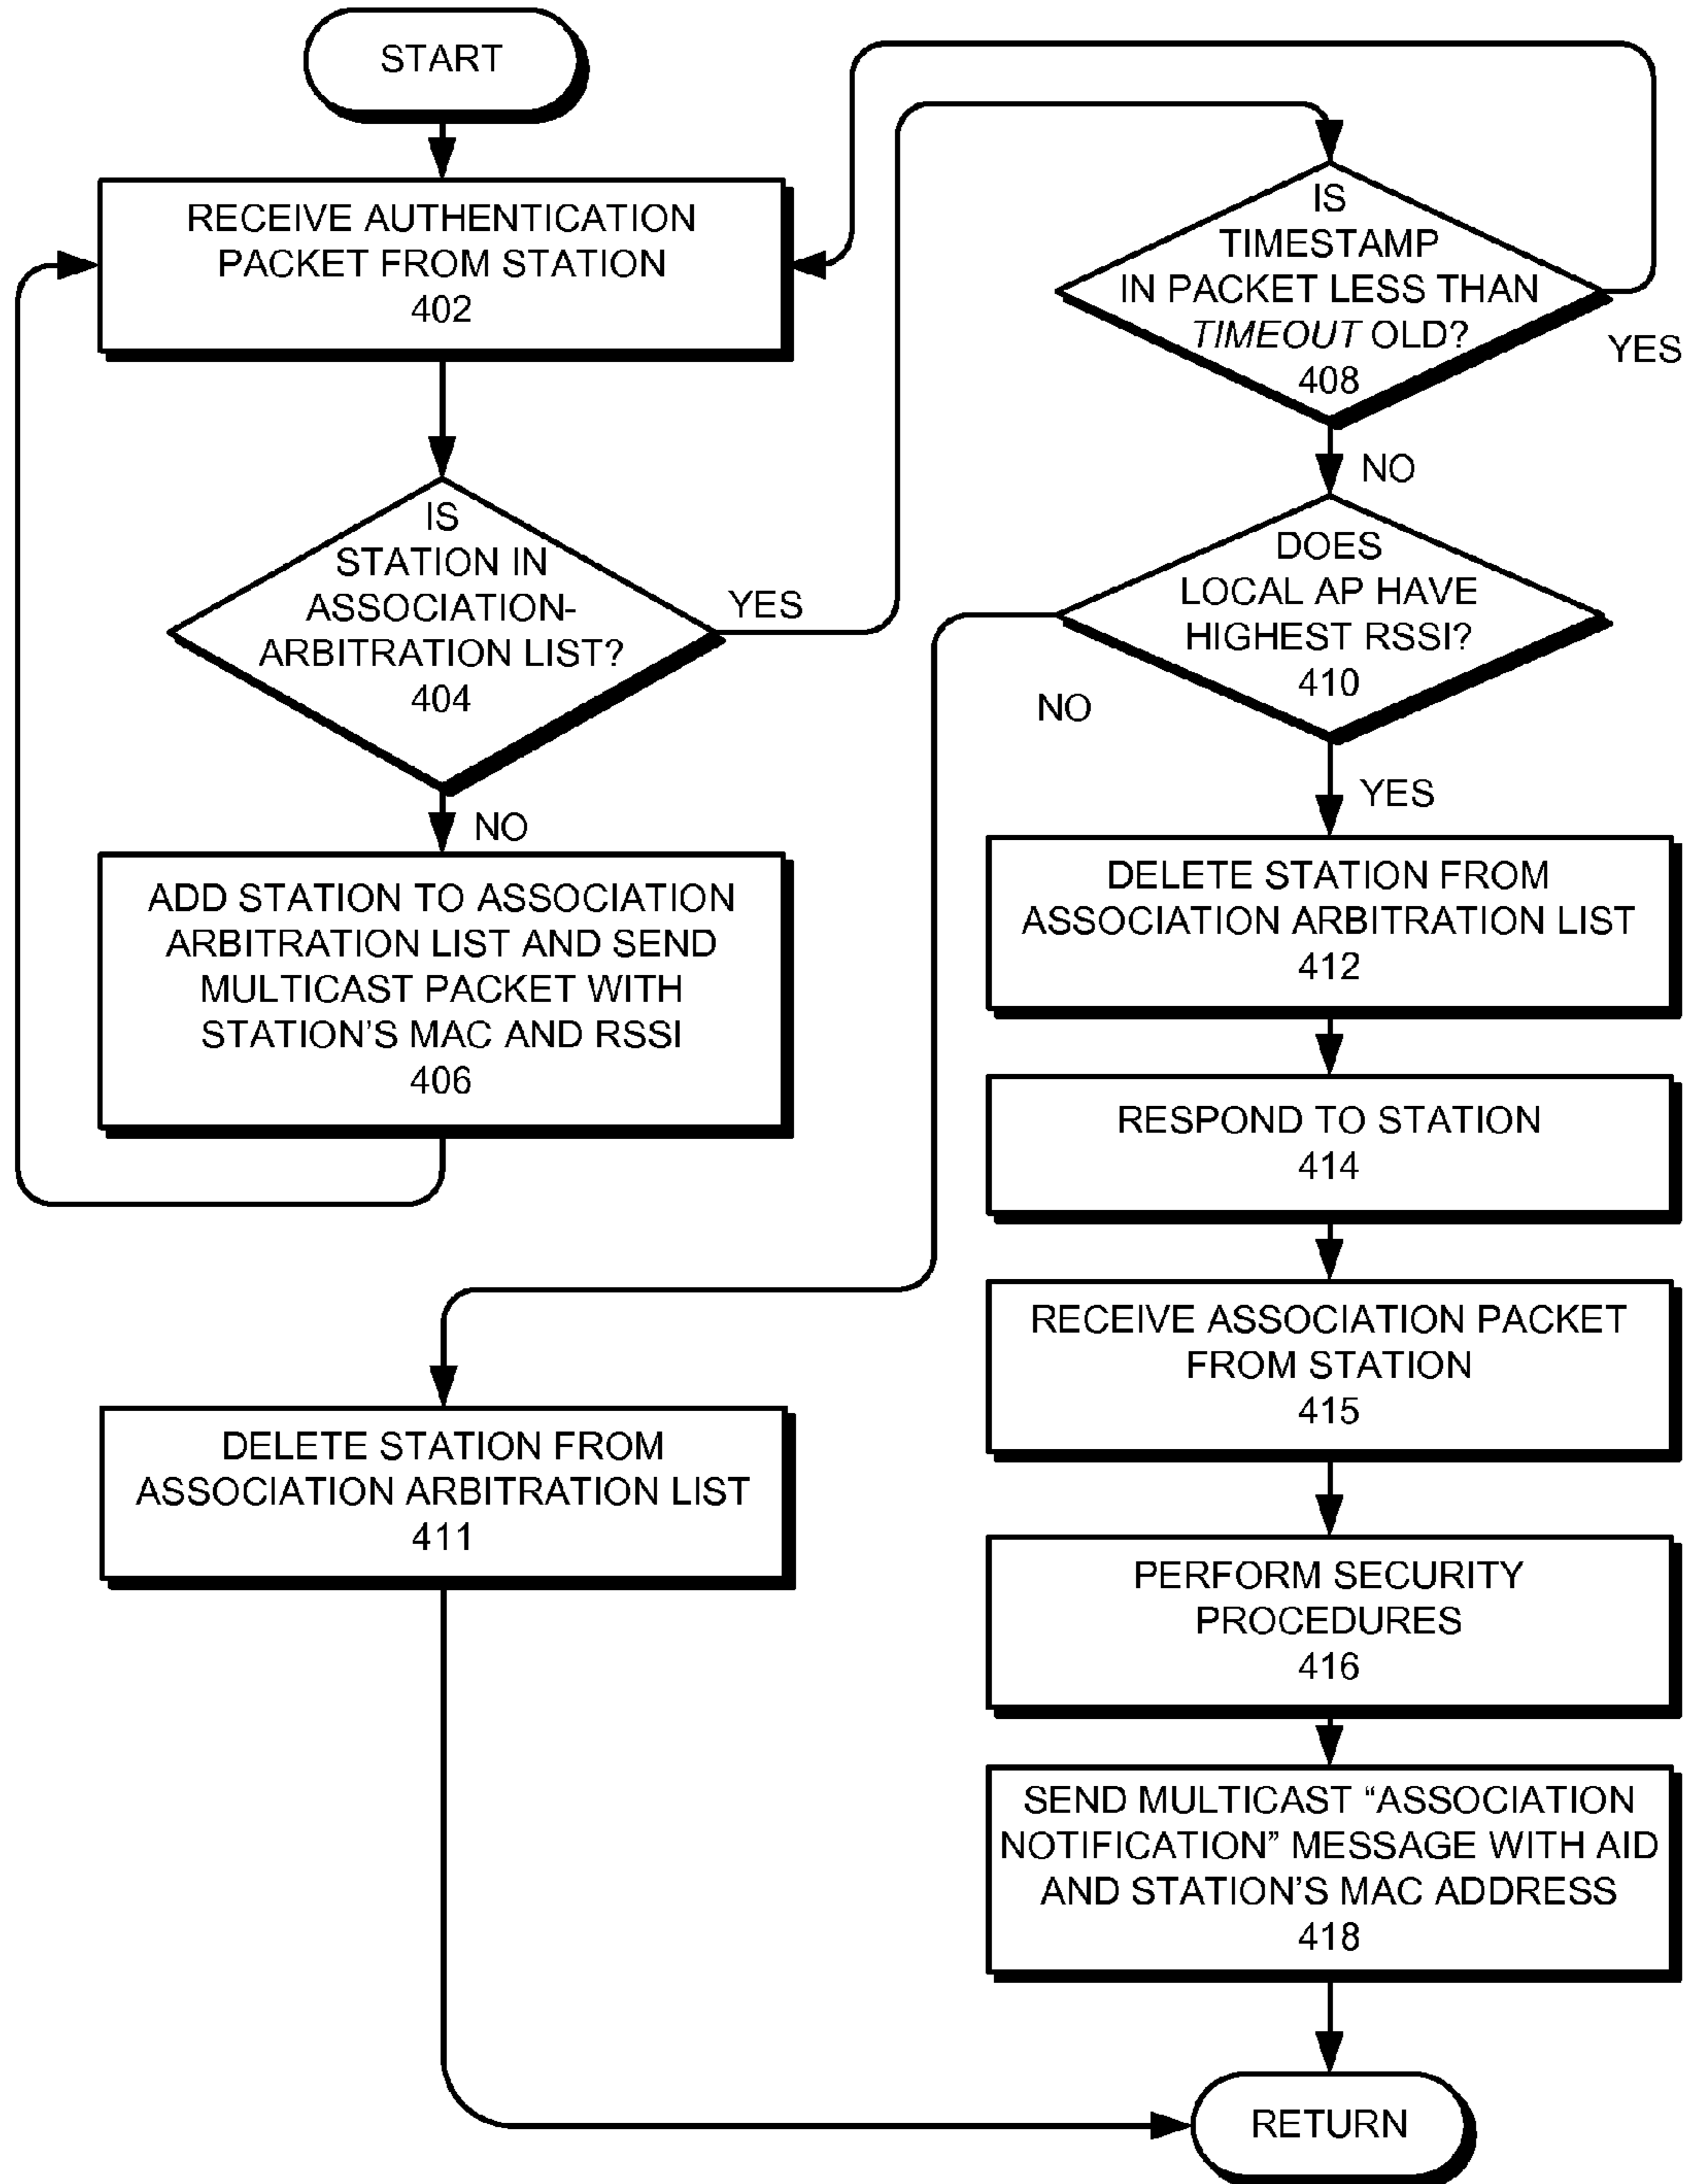 START
RECEIVE AUTHENTICATION
PACKET FROM STATION
402
IS
STATION IN
ASSOCIATION-
ARBITRATION LIST?
404
YES
NO
ADD STATION TO ASSOCIATION
ARBITRATION LIST AND SEND
MULTICAST PACKET WITH
STATION'S MAC AND RSSI
406
IS
TIMESTAMP
IN PACKET LESS THAN
TIMEOUT OLD?
408
YES
NO
DOES
LOCAL AP HAVE
HIGHEST RSSI?
410
NO
YES
DELETE STATION FROM
ASSOCIATION ARBITRATION LIST
411
DELETE STATION FROM
ASSOCIATION ARBITRATION LIST
412
RESPOND TO STATION
414
RECEIVE ASSOCIATION PACKET
FROM STATION
415
PERFORM SECURITY
PROCEDURES
416
SEND MULTICAST “ASSOCIATION
NOTIFICATION” MESSAGE WITH AID
AND STATION'S MAC ADDRESS
418
RETURN